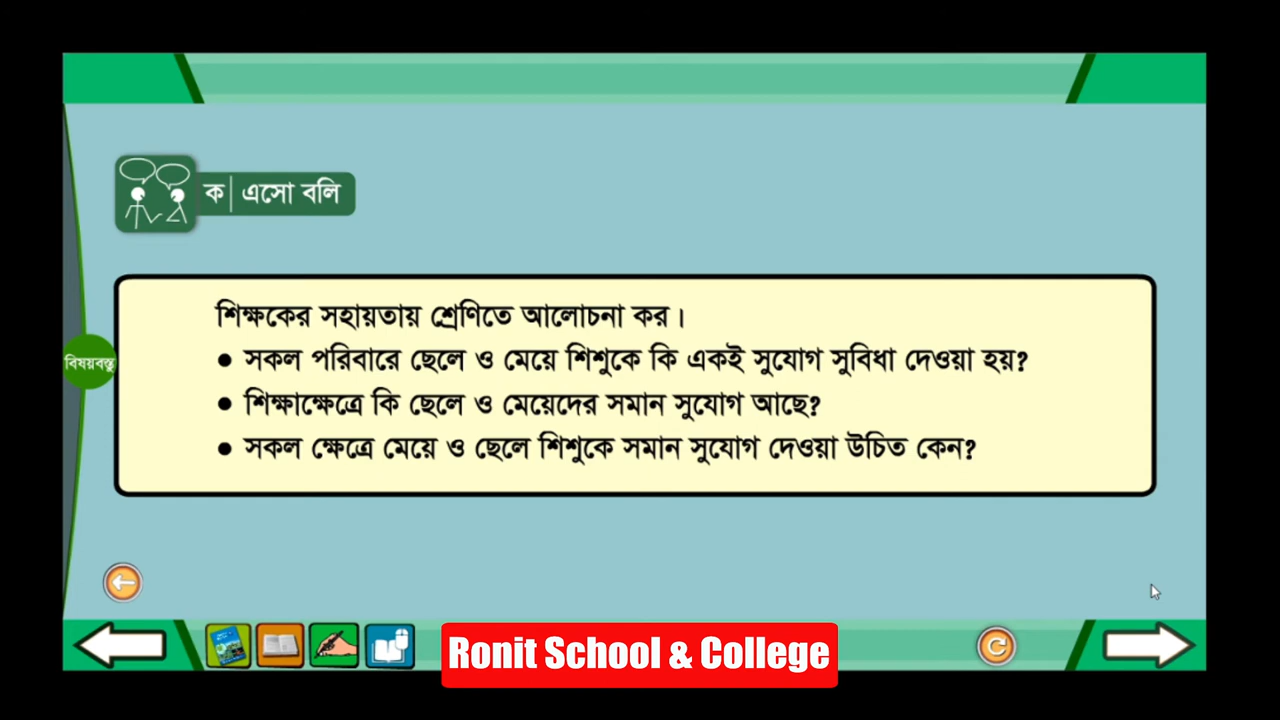 ক | এসো বলি
শিক্ষকের সহায়তায় শ্রেণিতে আলোচনা কর।
● সকল পরিবারে ছেলে ও মেয়ে শিশুকে কি একই সুযোগ সুবিধা দেওয়া হয়?
বিষয়বস্তু
● শিক্ষাক্ষেত্রে কি ছেলে ও মেয়েদের সমান সুযোগ আছে?
● সকল ক্ষেত্রে মেয়ে ও ছেলে শিশুকে সমান সুযোগ দেওয়া উচিত কেন?
Ronit School & College